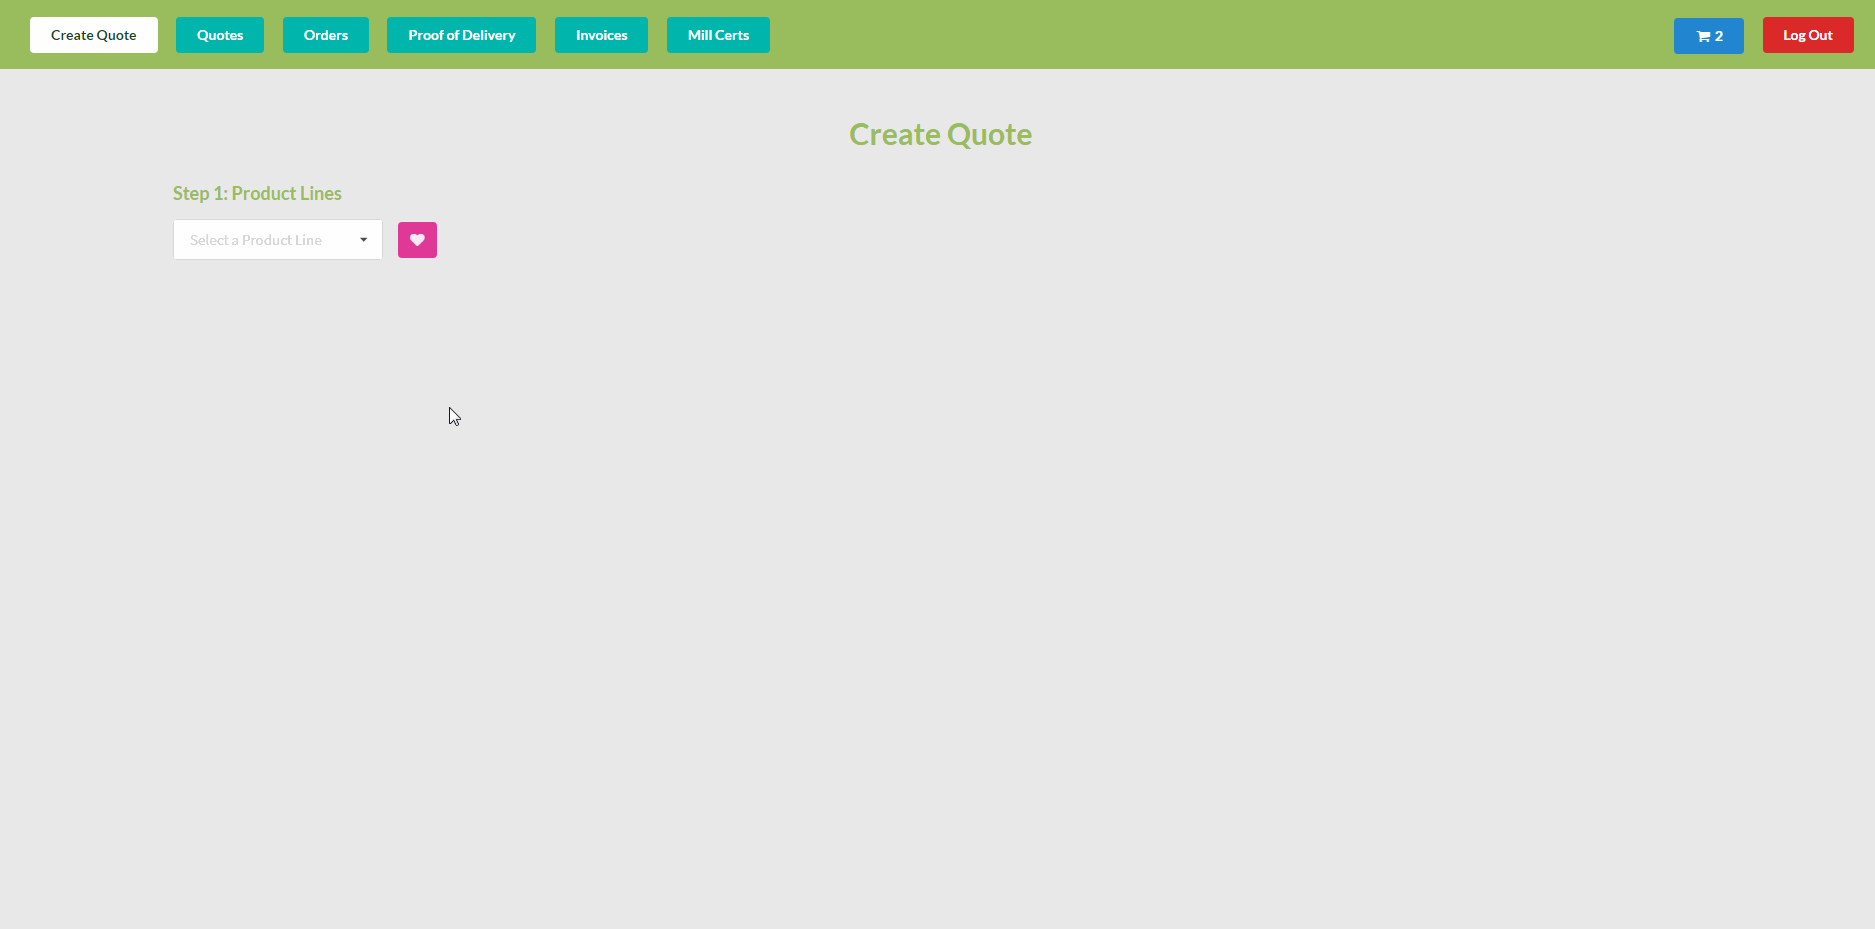 Create Quote Quotes Orders Proof of Delivery Invoices Mill Certs 2 Log Out
Create Quote
Step 1: Product Lines
Select a Product Line